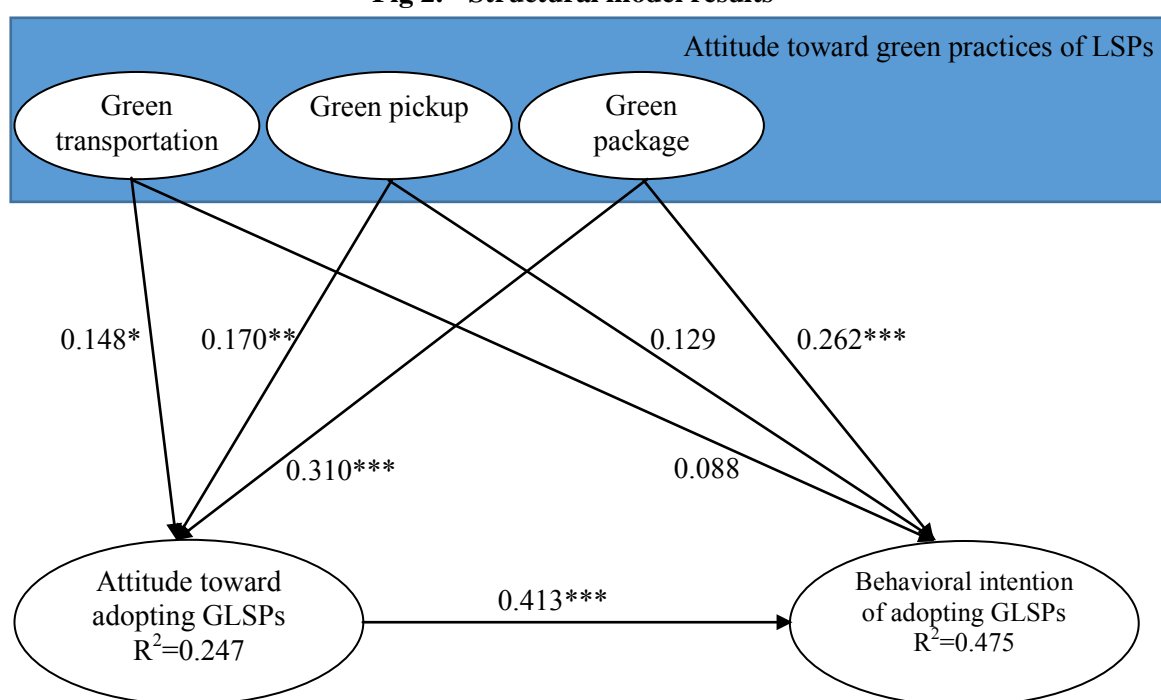 Fig 2. Structural model results
Attitude toward green practices of LSPs
Green
transportation
Green pickup
Green
package
0.148*
0.170**
0.129
0.262***
0.310***
0.088
Attitude toward
adopting GLSPs
R²=0.247
0.413***
Behavioral intention
of adopting GLSPs
R²=0.475